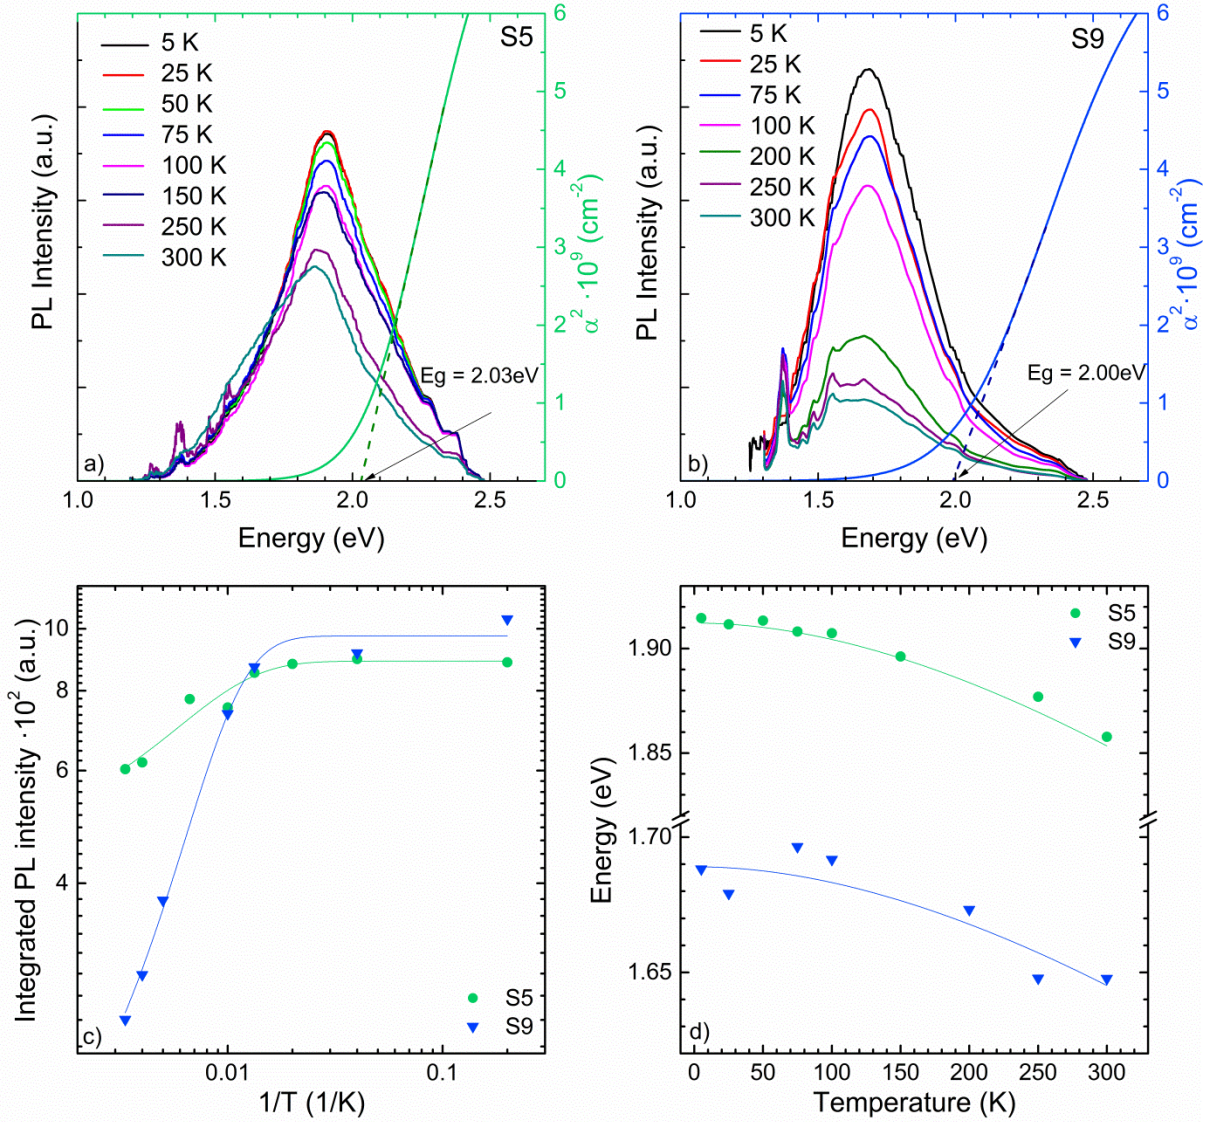 S5
5 K
25 K
50 K
75 K
100 K
150 K
250 K
300 K
Eg = 2.03eV
a)
PL Intensity (a.u.)
1.0 1.5 2.0 2.5
Energy (eV)
6
5
4
3
2
1
0
α² ·10⁹ (cm⁻²)
S9
5 K
25 K
75 K
100 K
200 K
250 K
300 K
Eg = 2.00eV
b)
PL Intensity (a.u.)
1.0 1.5 2.0 2.5
Energy (eV)
6
5
4
3
2
1
0
α² ·10⁹ (cm⁻²)
Integrated PL intensity ·10² (a.u.)
10
8
6
4
S5
S9
c)
0.01 0.1
1/T (1/K)
Energy (eV)
1.90
1.85
1.70
1.65
S5
S9
d)
0 50 100 150 200 250 300
Temperature (K)